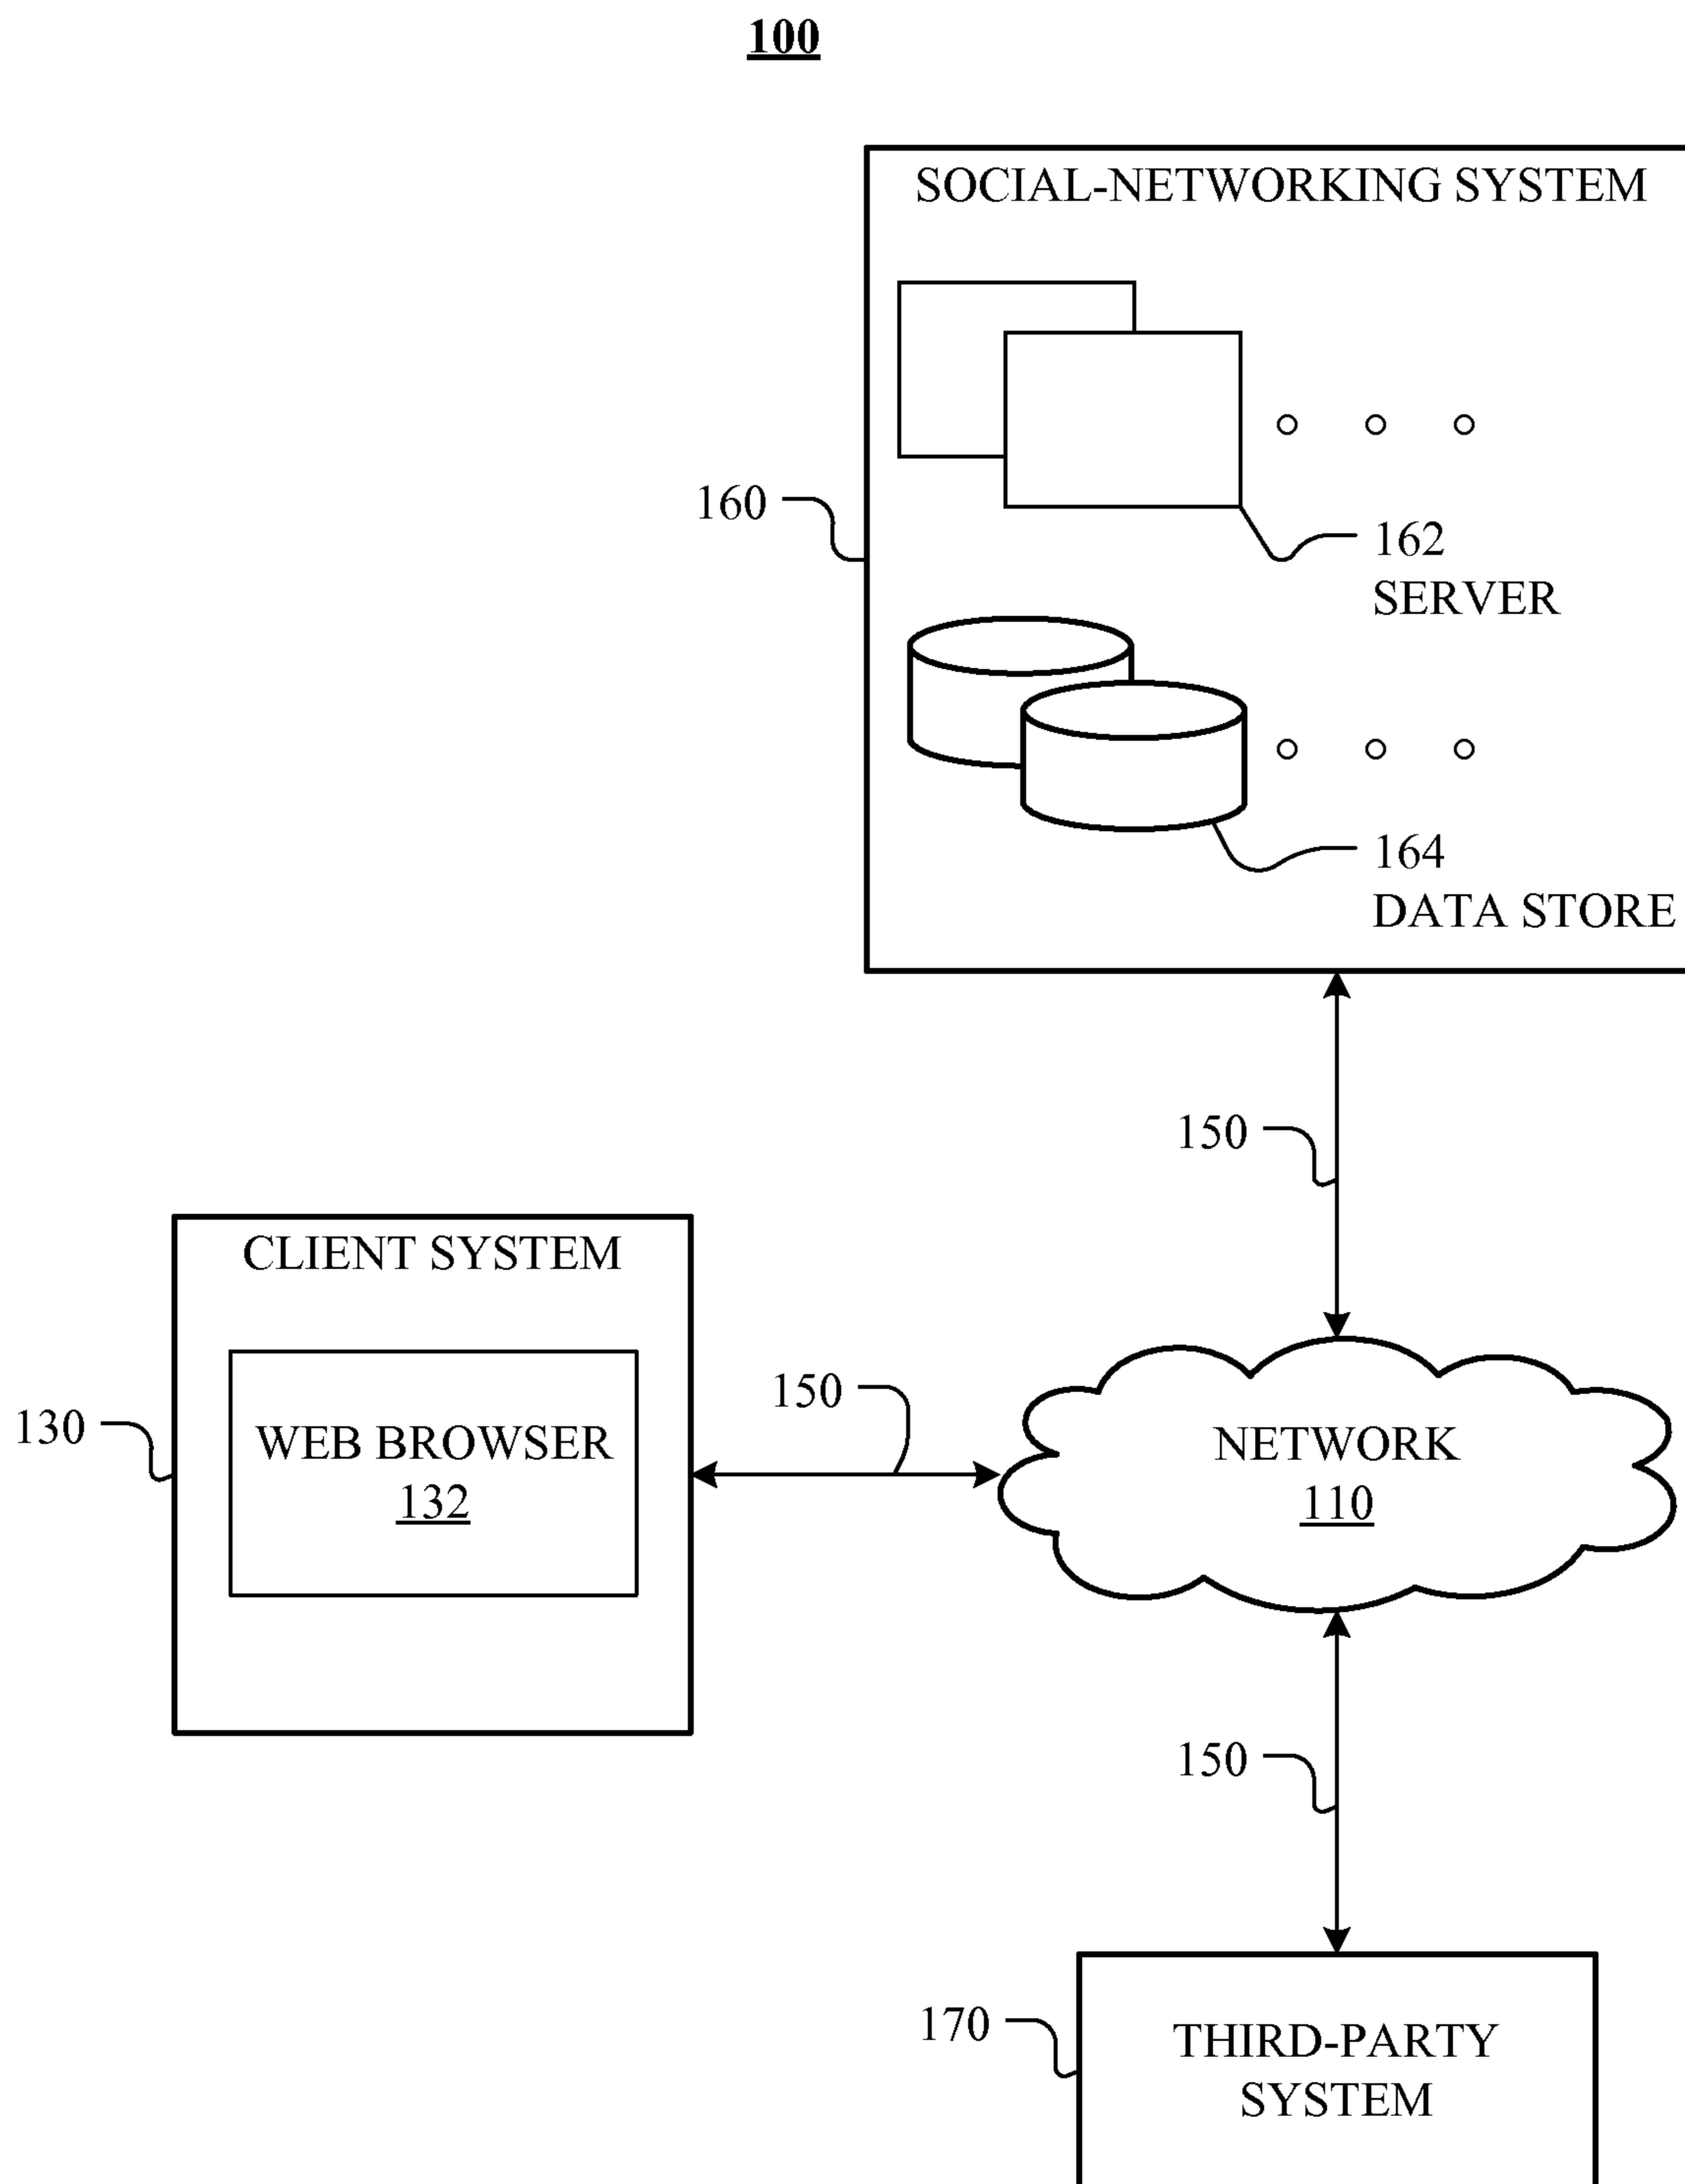 100
SOCIAL-NETWORKING SYSTEM
160
162
SERVER
164
DATA STORE
150
CLIENT SYSTEM
130
WEB BROWSER
132
150
NETWORK
110
150
170
THIRD-PARTY
SYSTEM